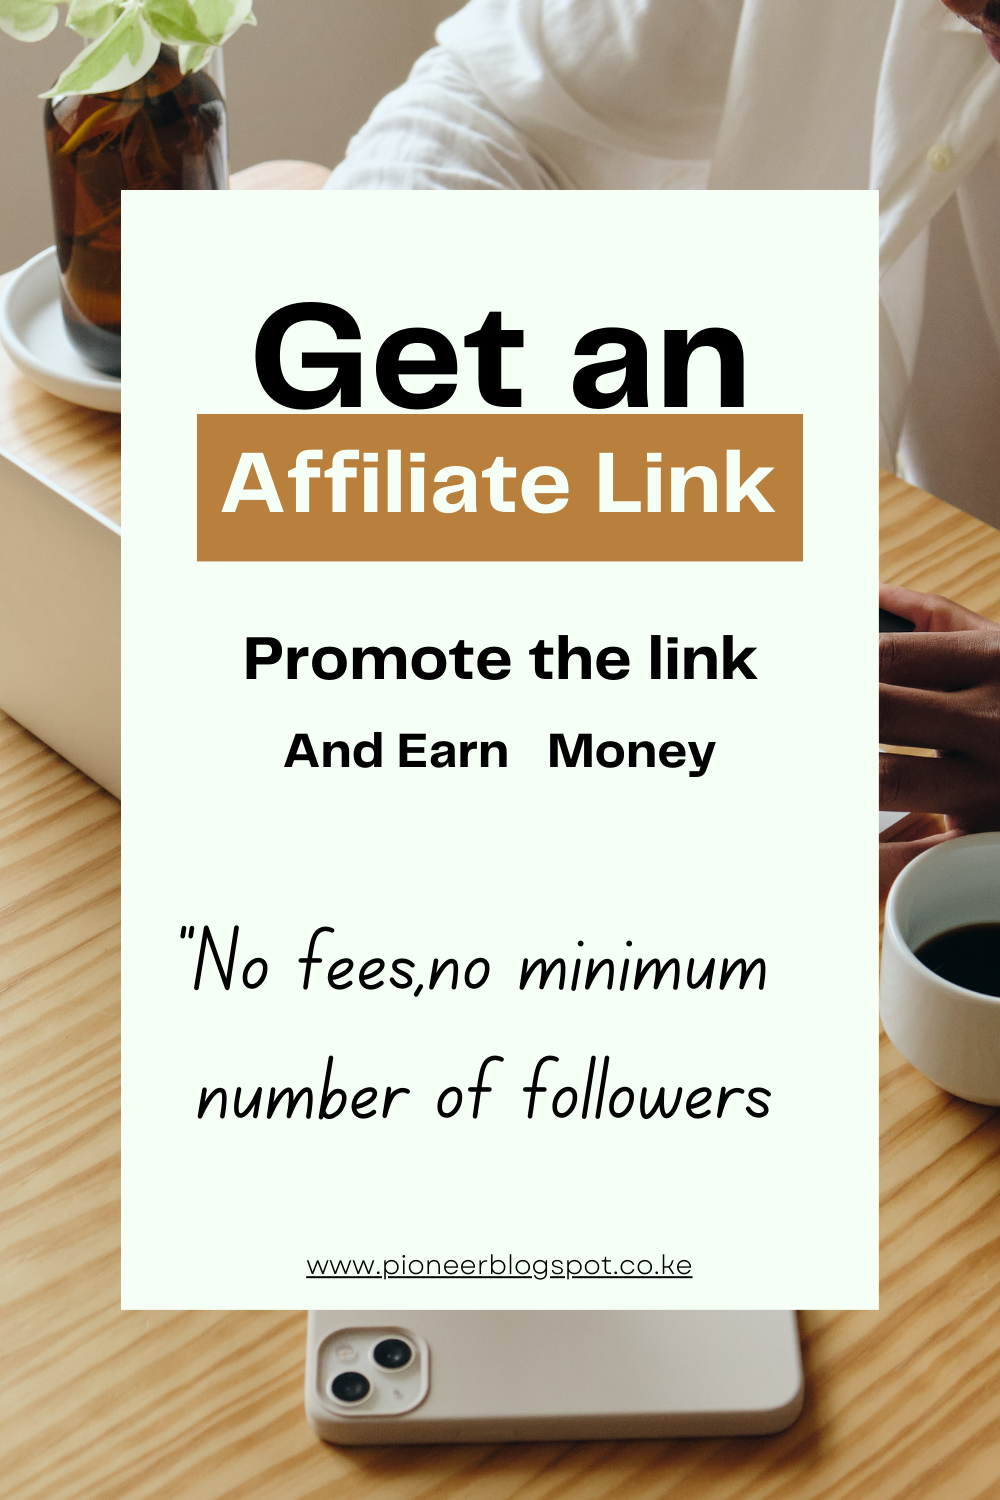 Get an
Affiliate Link
Promote the link
And Earn Money
"No fees,no minimum
number of followers
www.pioneerblogspot.co.ke